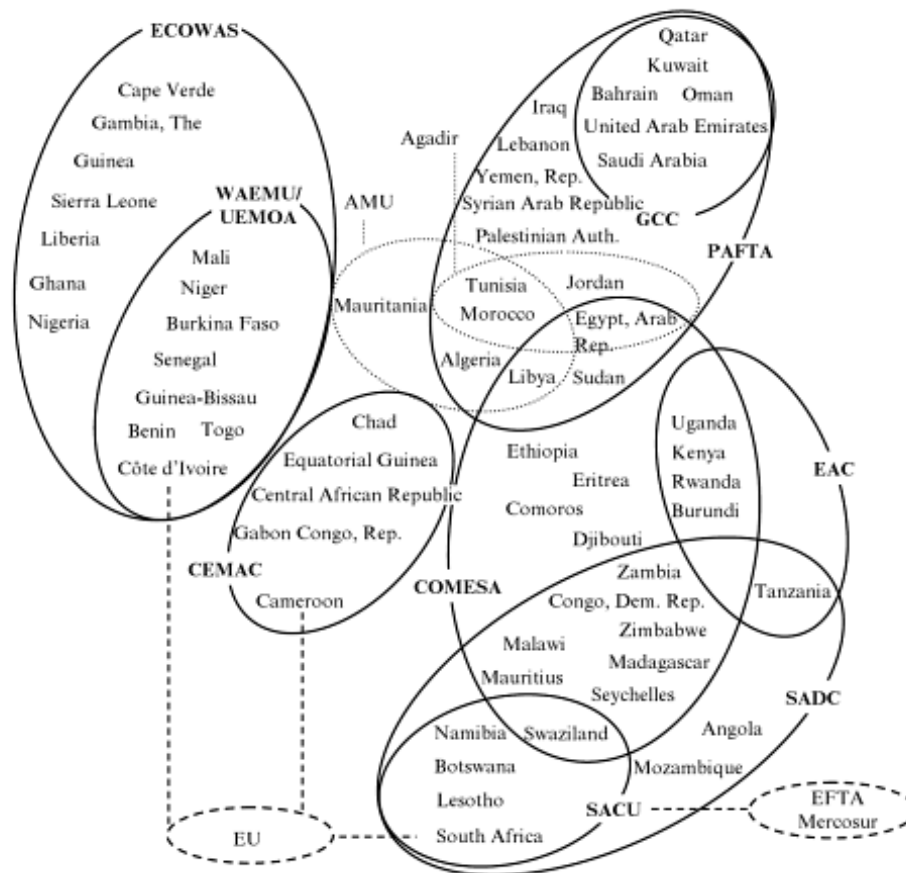 ECOWAS
Cape Verde
Gambia, The
Guinea
Sierra Leone
Liberia
Ghana
Nigeria
WAEMU/
UEMOA
Mali
Niger
Burkina Faso
Senegal
Guinea-Bissau
Benin Togo
Côte d'Ivoire
AMU
Mauritania
Agadir
Qatar
Kuwait
Bahrain Oman
United Arab Emirates
Saudi Arabia
GCC
PAFTA
Iraq
Lebanon
Yemen, Rep.
Syrian Arab Republic
Palestinian Auth.
Tunisia
Jordan
Morocco
Egypt, Arab
Rep.
Algeria
Libya
Sudan
Chad
Equatorial Guinea
Central African Republic
Gabon Congo, Rep.
CEMAC
Cameroon
COMESA
Ethiopia
Eritrea
Comoros
Djibouti
Uganda
Kenya
Rwanda
Burundi
EAC
Tanzania
Zambia
Congo, Dem. Rep.
Zimbabwe
Malawi
Madagascar
Mauritius
Seychelles
SADC
Angola
Mozambique
Namibia
Swaziland
Botswana
Lesotho
South Africa
SACU
EU
EFTA
Mercosur